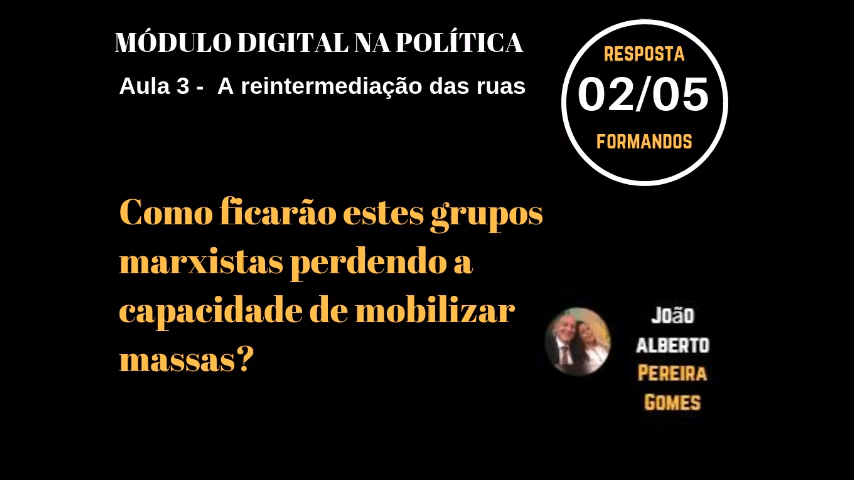 MÓDULO DIGITAL NA POLÍTICA
Aula 3 - A reintermediação das ruas
RESPOSTA
02/05
FORMANDOS
Como ficarão estes grupos
marxistas perdendo a
capacidade de mobilizar
massas?
João
Alberto
Pereira
Gomes